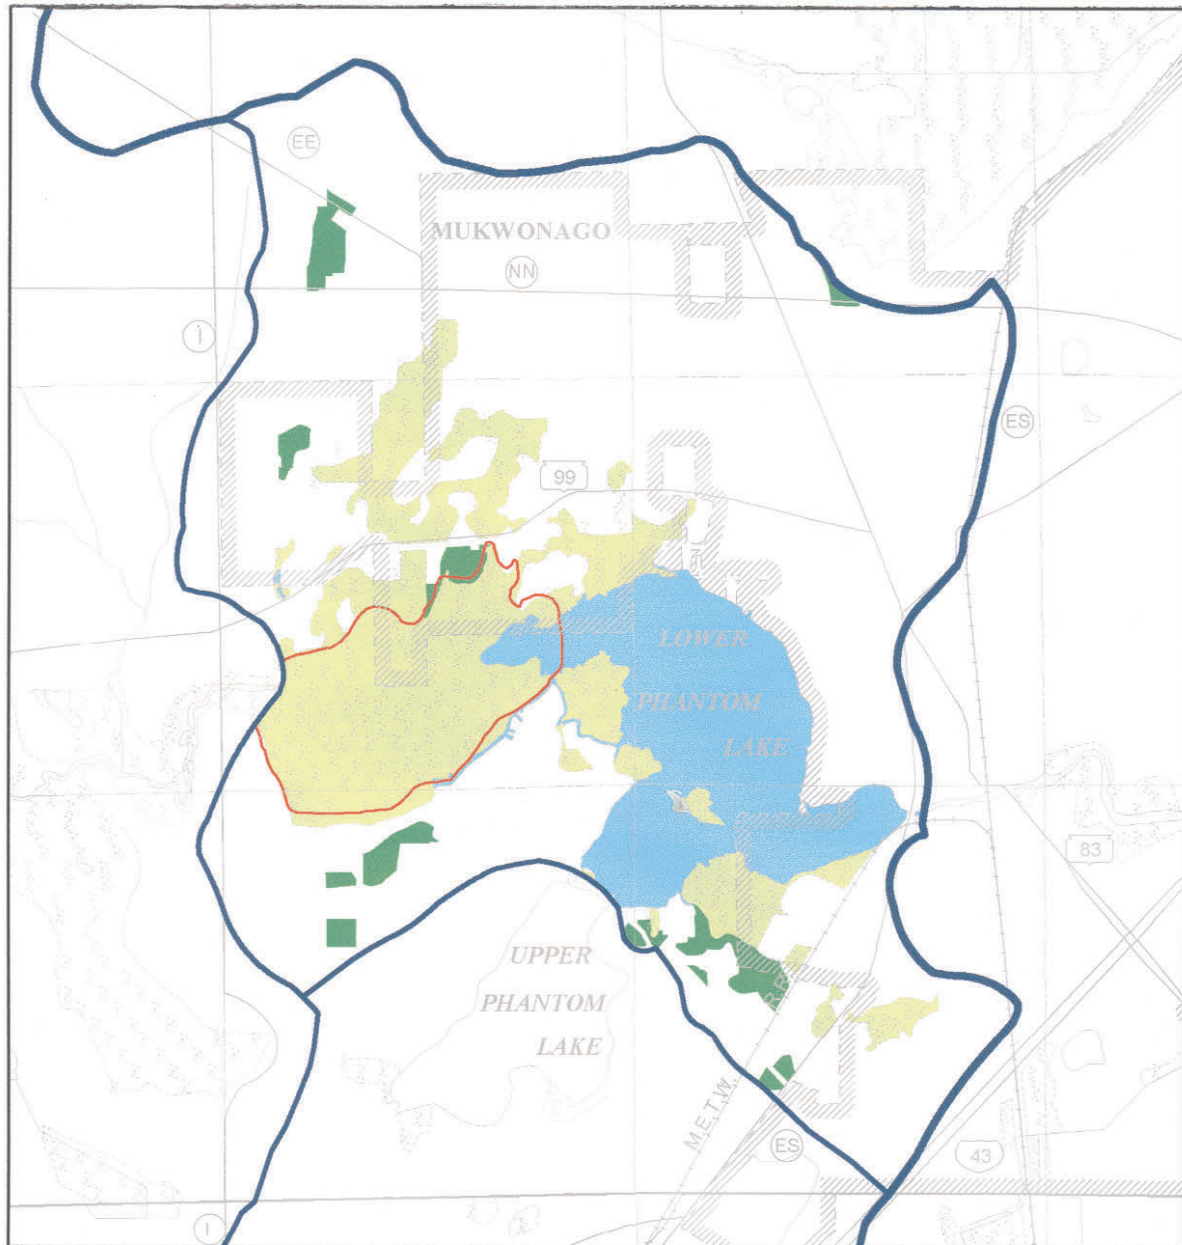 EE
MUKWONAGO
NN
I
ES
99
LOWER
PHANTOM
LAKE
83
UPPER
PHANTOM
LAKE
R.R.
M.E.T.W.
ES
43
I